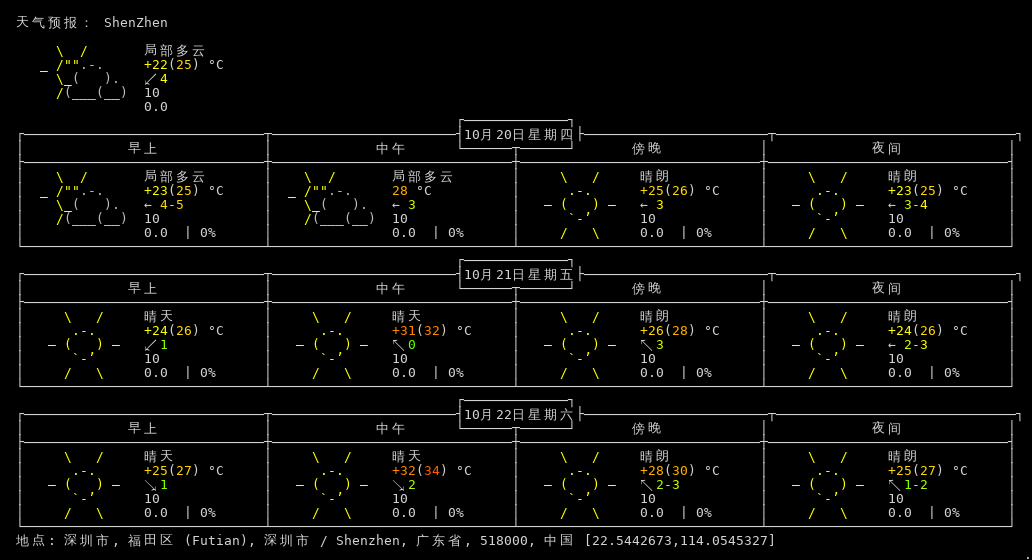 天气预报： ShenZhen
局部多云
+22(25) °C
↙ 4
10
0.0
10月20日星期四
早上 中午 傍晚 夜间
局部多云 局部多云 晴朗 晴朗
+23(25) °C 28 °C +25(26) °C +23(25) °C
← 4-5 ← 3 ← 3 ← 3-4
10 10 10 10
0.0 | 0% 0.0 | 0% 0.0 | 0% 0.0 | 0%
10月21日星期五
早上 中午 傍晚 夜间
晴天 晴天 晴朗 晴朗
+24(26) °C +31(32) °C +26(28) °C +24(26) °C
↙ 1 ↖ 0 ↖ 3 ← 2-3
10 10 10 10
0.0 | 0% 0.0 | 0% 0.0 | 0% 0.0 | 0%
10月22日星期六
早上 中午 傍晚 夜间
晴天 晴天 晴朗 晴朗
+25(27) °C +32(34) °C +28(30) °C +25(27) °C
↘ 1 ↘ 2 ↖ 2-3 ↖ 1-2
10 10 10 10
0.0 | 0% 0.0 | 0% 0.0 | 0% 0.0 | 0%
地点: 深圳市, 福田区 (Futian), 深圳市 / Shenzhen, 广东省, 518000, 中国 [22.5442673,114.0545327]